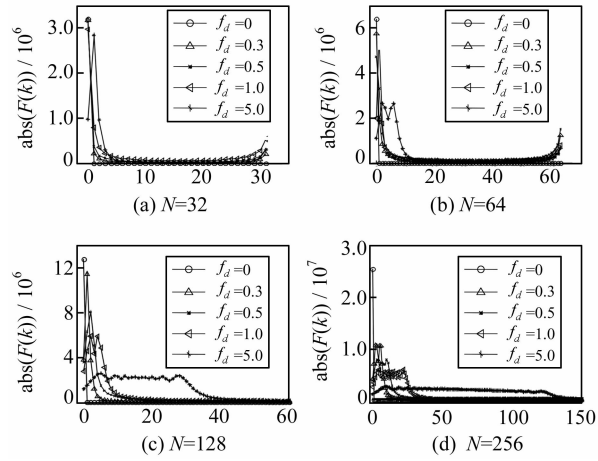 abs(F(k)) / 10^6
3.0
2.0
1.0
0
f_d=0
f_d=0.3
f_d=0.5
f_d=1.0
f_d=5.0
0 10 20 30
(a) N=32
abs(F(k)) / 10^6
6
4
2
0
f_d=0
f_d=0.3
f_d=0.5
f_d=1.0
f_d=5.0
0 20 40 60
(b) N=64
abs(F(k)) / 10^6
12
9
6
3
0
f_d=0
f_d=0.3
f_d=0.5
f_d=1.0
f_d=5.0
0 20 40 60
(c) N=128
abs(F(k)) / 10^7
3.0
2.0
1.0
0
f_d=0
f_d=0.3
f_d=0.5
f_d=1.0
f_d=5.0
0 50 100 150
(d) N=256